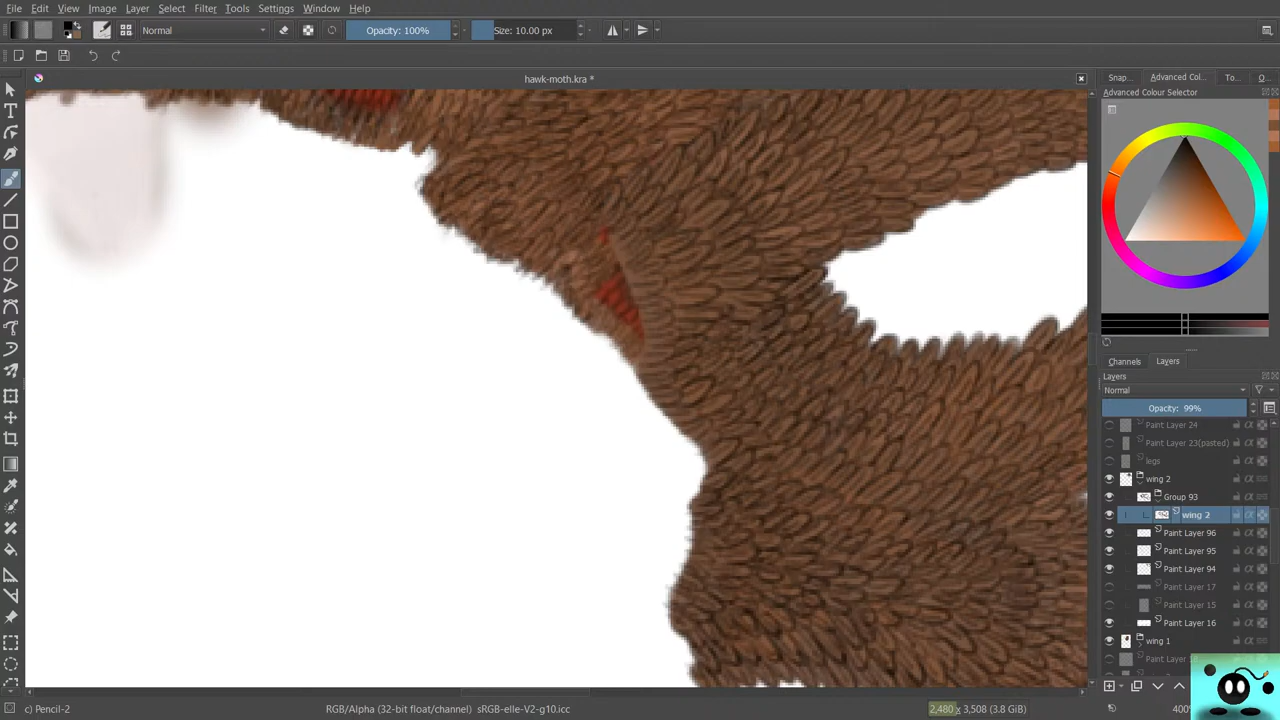 File Edit View Image Layer Select Filter Tools Settings Window Help
Normal Opacity: 100% Size: 10.00 px
hawk-moth.kra *
Snap... Advanced Col... To... O...
Advanced Colour Selector
Channels Layers
Layers
Normal
Opacity: 99%
Paint Layer 24
Paint Layer 23(pasted)
legs
wing 2
Group 93
wing 2
Paint Layer 96
Paint Layer 95
Paint Layer 94
Paint Layer 17
Paint Layer 15
Paint Layer 16
wing 1
Paint Layer
c) Pencil-2 RGB/Alpha (32-bit float/channel) sRGB-elle-V2-g10.icc 2,480 x 3,508 (3.8 GiB) 400